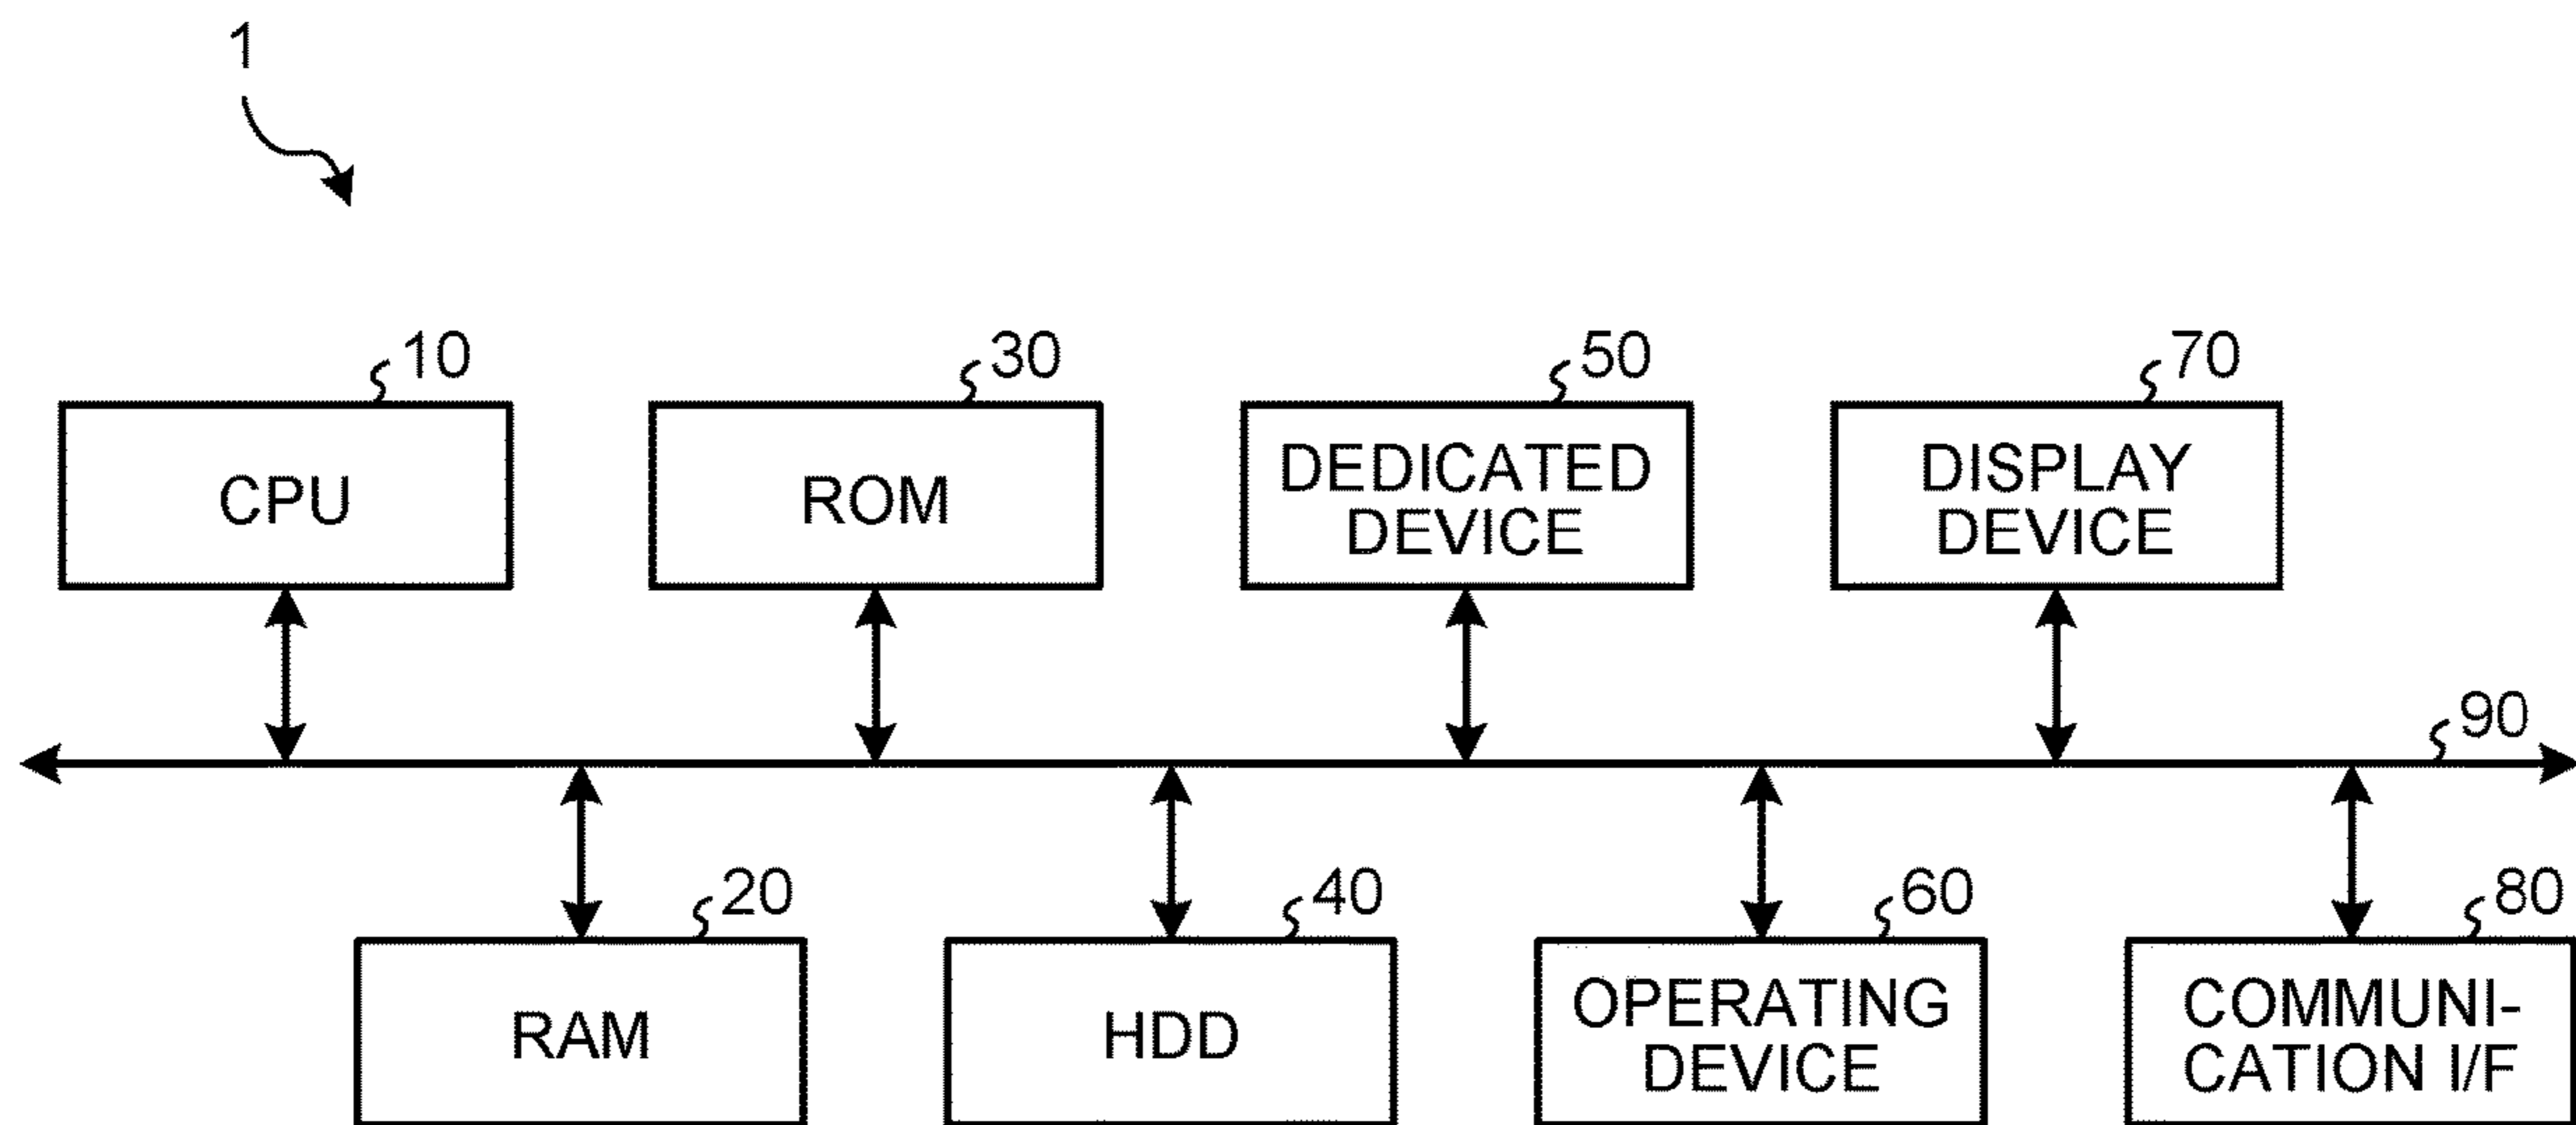 1
10
30
50
70
CPU
ROM
DEDICATED
DEVICE
DISPLAY
DEVICE
90
20
40
60
80
RAM
HDD
OPERATING
DEVICE
COMMUNI-
CATION I/F